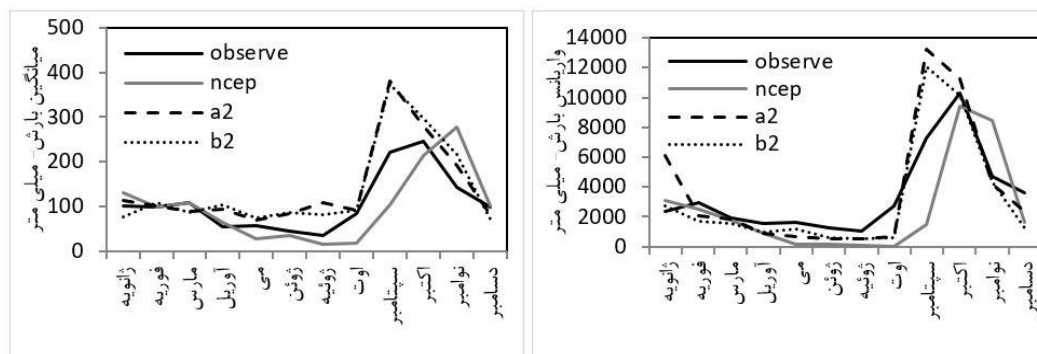 میانگین بارش- میلی متر
500
400
300
200
100
0
observe
ncep
a2
b2
ژانویه
فوریه
مارس
آوریل
می
ژوئن
ژوئیه
اوت
سپتامبر
اکتبر
نوامبر
دسامبر
واریانس بارش- میلی متر
14000
12000
10000
8000
6000
4000
2000
0
observe
ncep
a2
b2
ژانویه
فوریه
مارس
آوریل
می
ژوئن
ژوئیه
اوت
سپتامبر
اکتبر
نوامبر
دسامبر